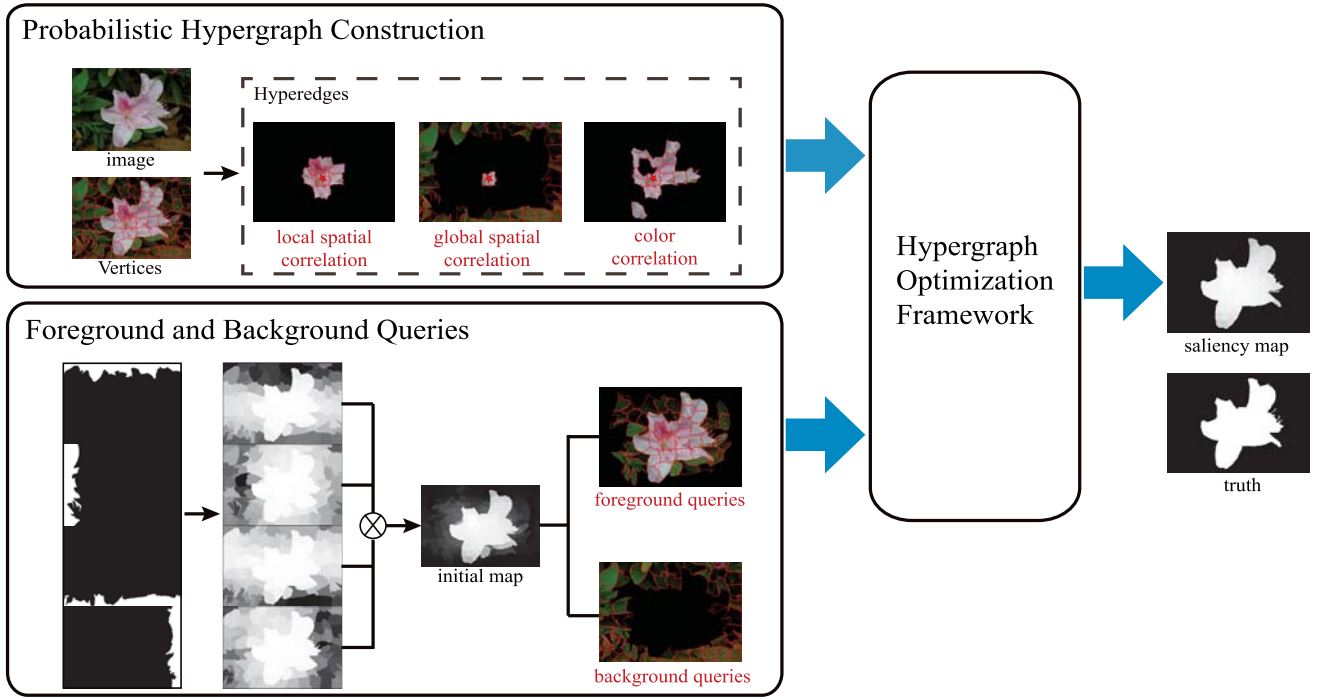 Probabilistic Hypergraph Construction
image
Vertices
Hyperedges
local spatial
correlation
global spatial
correlation
color
correlation
Foreground and Background Queries
initial map
foreground queries
background queries
Hypergraph
Optimization
Framework
saliency map
truth